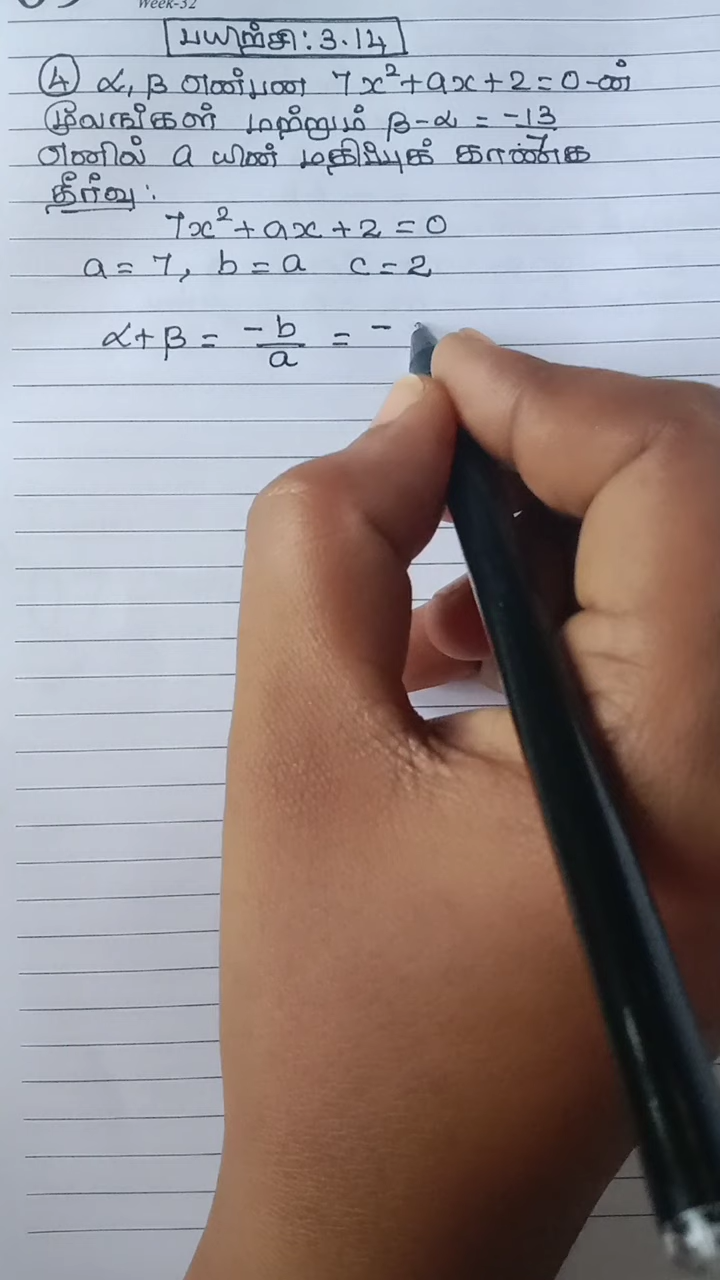 Week-32
பயிற்சி: 3.14
④ α, β என்பன 7x² + ax + 2 = 0 -ன்
மூலங்கள் மற்றும் β - α = -13/7
எனில் a யின் மதிப்புக் காண்க
தீர்வு:
7x² + ax + 2 = 0
a = 7, b = a c = 2
α + β = -b/a = -